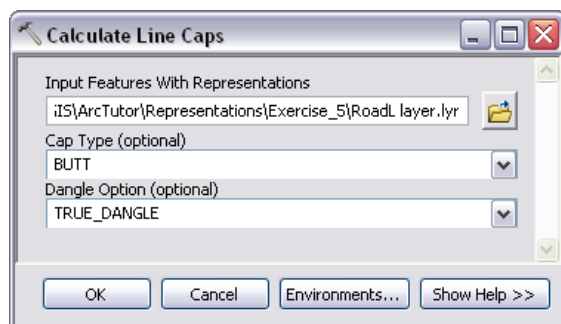 Calculate Line Caps
Input Features With Representations
iIS\ArcTutor\Representations\Exercise_5\RoadL layer.lyr
Cap Type (optional)
BUTT
Dangle Option (optional)
TRUE_DANGLE
OK Cancel Environments... Show Help >>